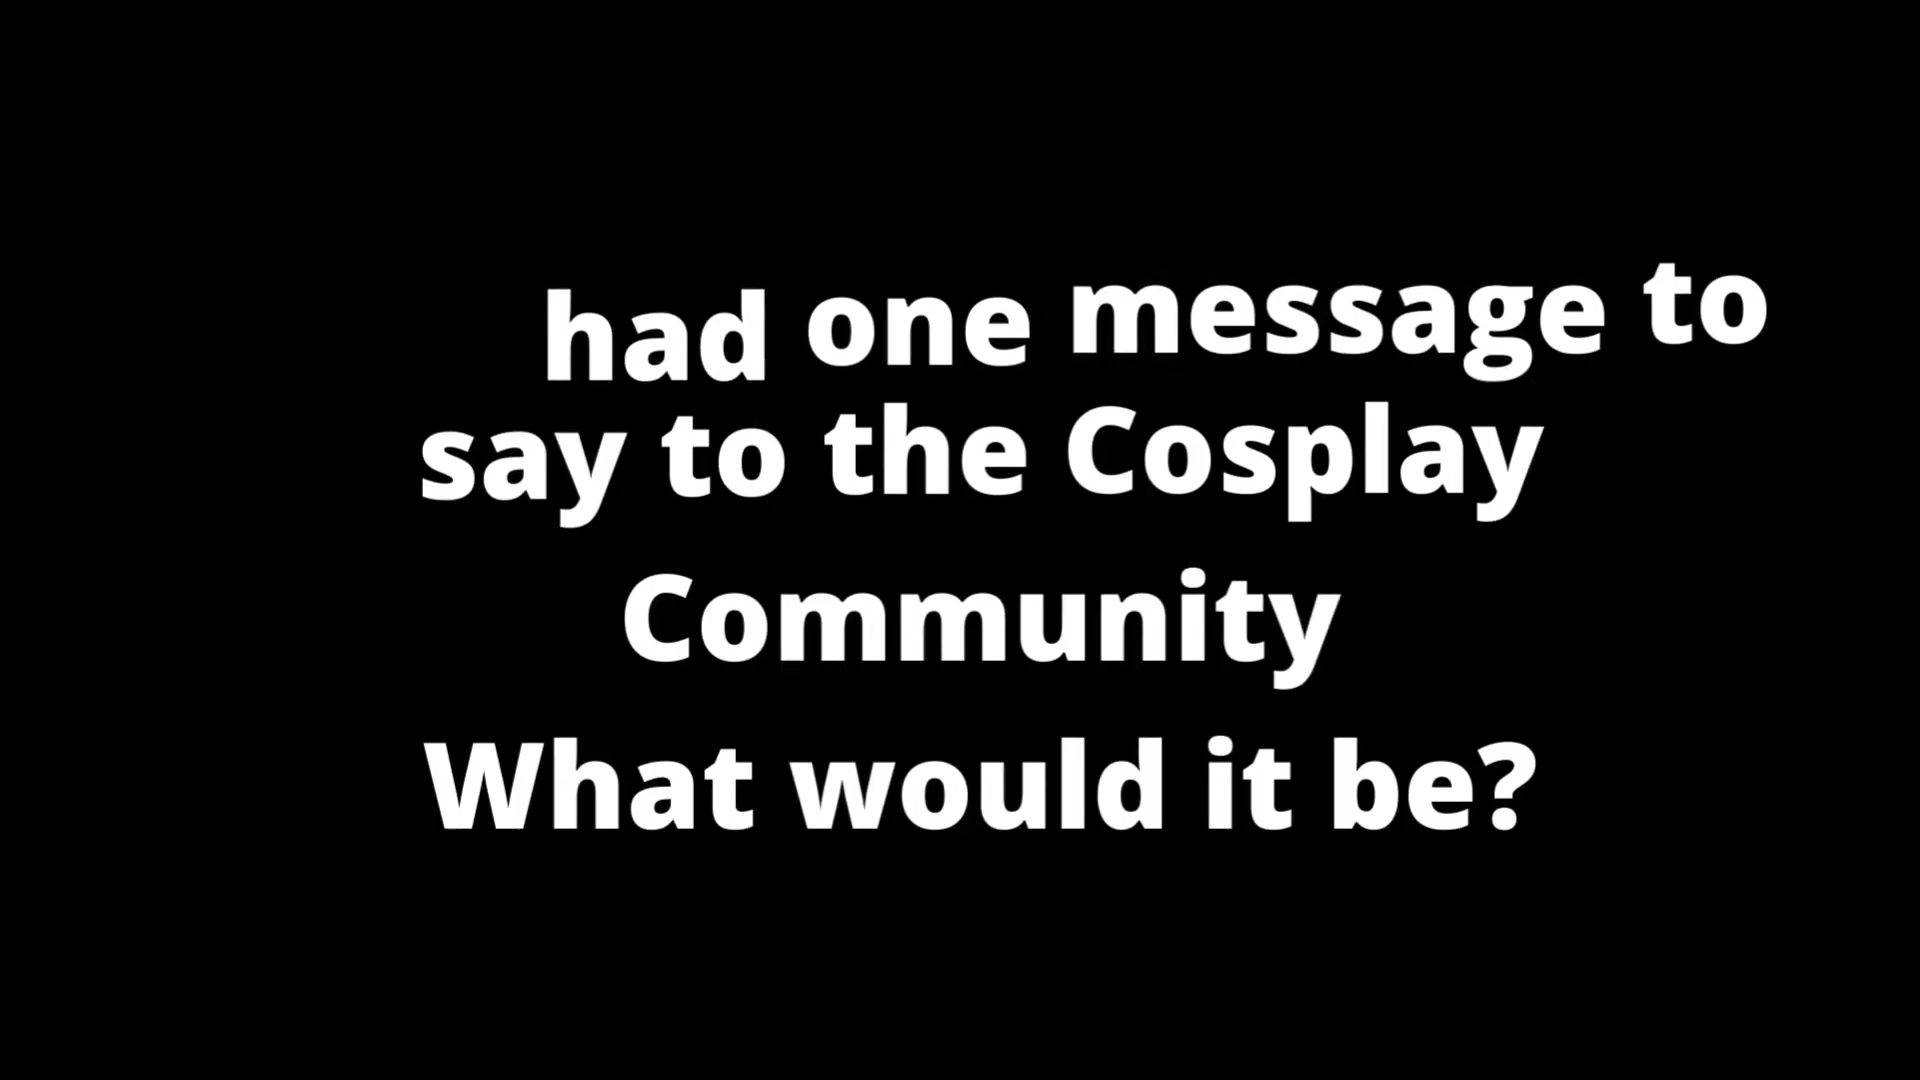 had one message to
say to the Cosplay
Community
What would it be?